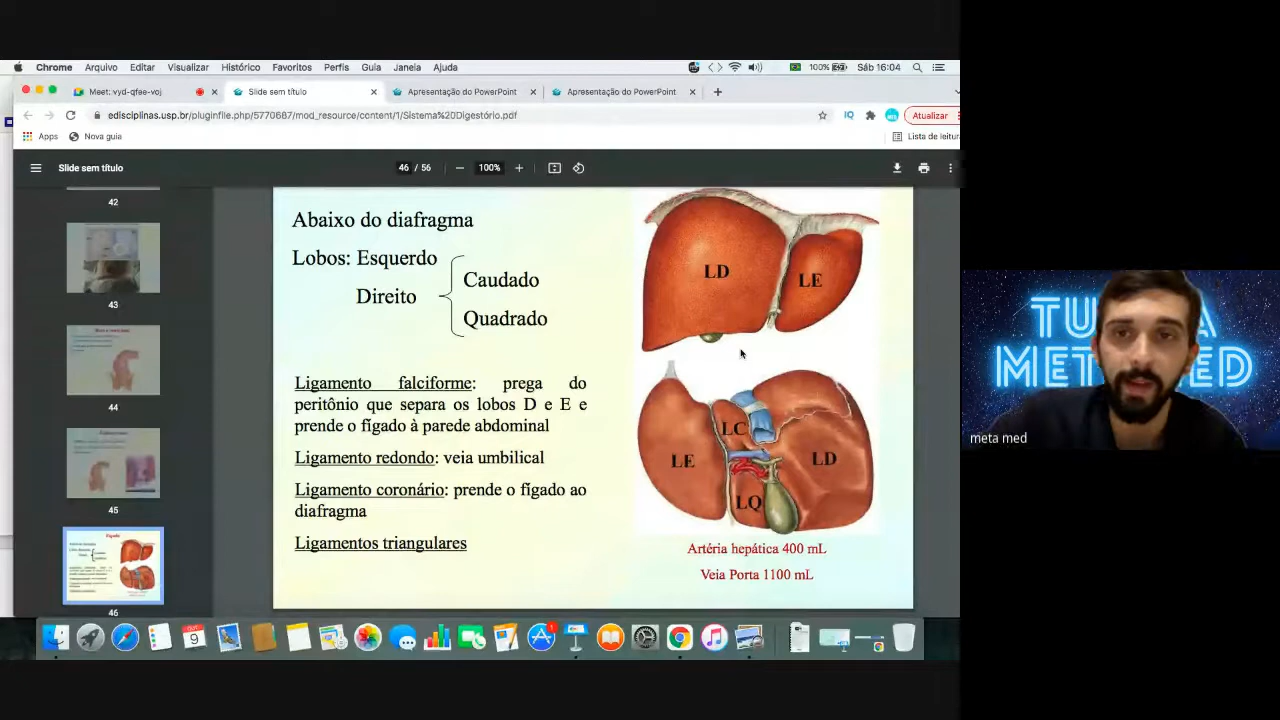 Chrome Arquivo Editar Visualizar Histórico Favoritos Perfis Guia Janela Ajuda 100% Sáb 16:04
Meet: vyd-qfee-voj
Slide sem título
Apresentação do PowerPoint
Apresentação do PowerPoint
edisciplinas.usp.br/pluginfile.php/5770687/mod_resource/content/1/Sistema%20Digestório.pdf
IQ
Atualizar
Apps Nova guia
Lista de leitura
Slide sem título
46 / 56
100%
42
43
44
45
46
Abaixo do diafragma
Lobos: Esquerdo
Direito
Caudado
Quadrado
Ligamento falciforme: prega do
peritônio que separa os lobos D e E e
prende o fígado à parede abdominal
Ligamento redondo: veia umbilical
Ligamento coronário: prende o fígado ao
diafragma
Ligamentos triangulares
LD
LE
LC
LE
LD
LQ
Artéria hepática 400 mL
Veia Porta 1100 mL
9
1
META MED
meta med